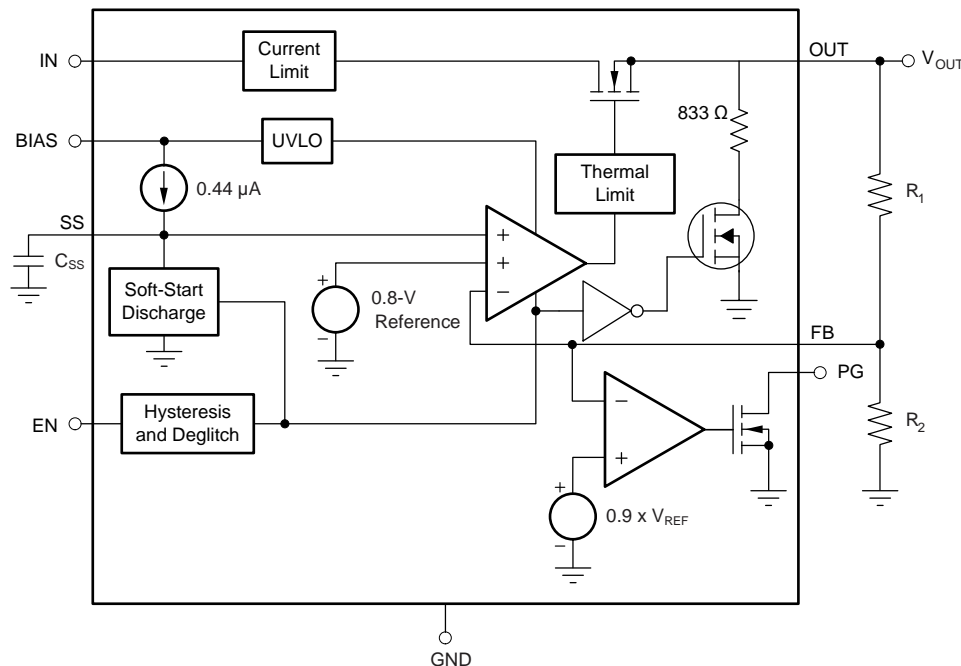 IN
Current
Limit
OUT
V_OUT
833 Ω
BIAS
UVLO
Thermal
Limit
0.44 µA
R_1
SS
C_SS
+
+
−
Soft-Start
Discharge
+
−
0.8-V
Reference
FB
PG
EN
Hysteresis
and Deglitch
−
+
R_2
+
−
0.9 x V_REF
GND